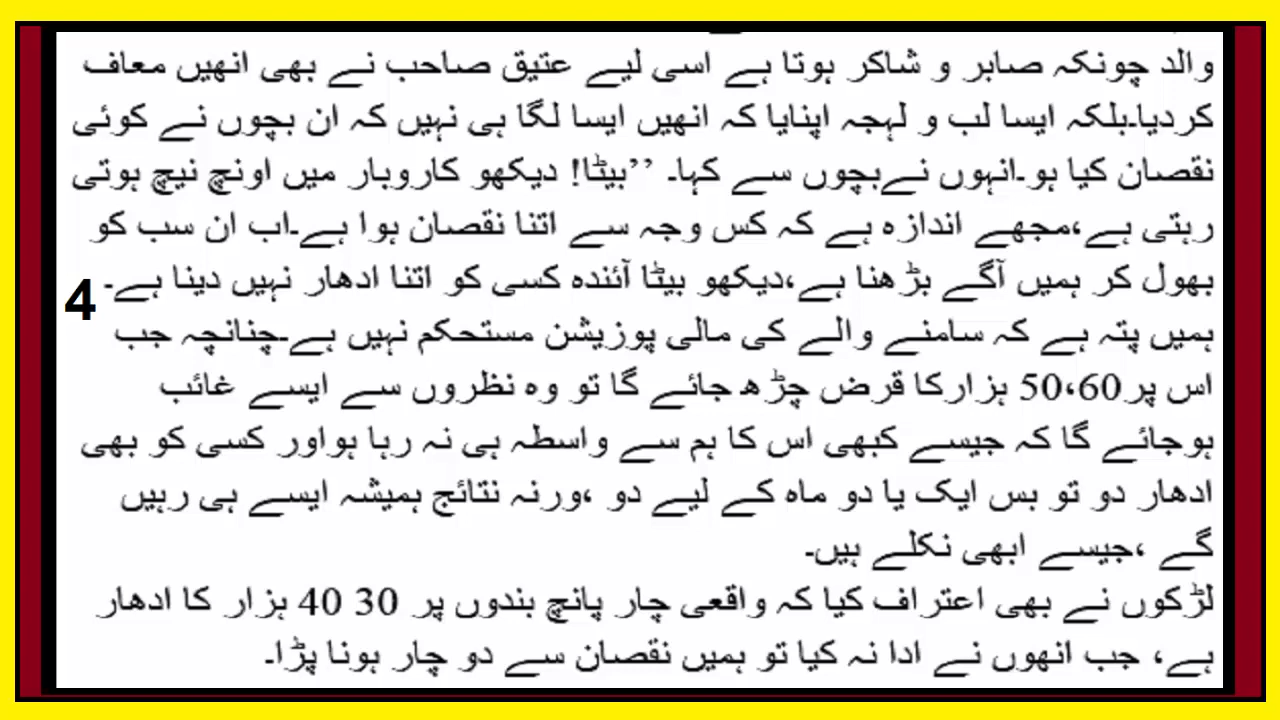 والد چونکہ صابر و شاکر ہوتا ہے اسی لیے عتیق صاحب نے بھی انھیں معاف
کردیا۔بلکہ ایسا لب و لہجہ اپنایا کہ انھیں ایسا لگا ہی نہیں کہ ان بچوں نے کوئی
نقصان کیا ہو۔انہوں نےبچوں سے کہا۔ ’’بیٹا! دیکھو کاروبار میں اونچ نیچ ہوتی
رہتی ہے،مجھے اندازہ ہے کہ کس وجہ سے اتنا نقصان ہوا ہے۔اب ان سب کو
بھول کر ہمیں آگے بڑھنا ہے،دیکھو بیٹا آئندہ کسی کو اتنا ادھار نہیں دینا ہے۔
4
ہمیں پتہ ہے کہ سامنے والے کی مالی پوزیشن مستحکم نہیں ہے۔چنانچہ جب
اس پر50،60 ہزارکا قرض چڑھ جائے گا تو وہ نظروں سے ایسے غائب
ہوجائے گا کہ جیسے کبھی اس کا ہم سے واسطہ ہی نہ رہا ہواور کسی کو بھی
ادھار دو تو بس ایک یا دو ماہ کے لیے دو ،ورنہ نتائج ہمیشہ ایسے ہی رہیں
گے ،جیسے ابھی نکلے ہیں۔
لڑکوں نے بھی اعتراف کیا کہ واقعی چار پانچ بندوں پر 30 40 ہزار کا ادھار
ہے، جب انھوں نے ادا نہ کیا تو ہمیں نقصان سے دو چار ہونا پڑا۔